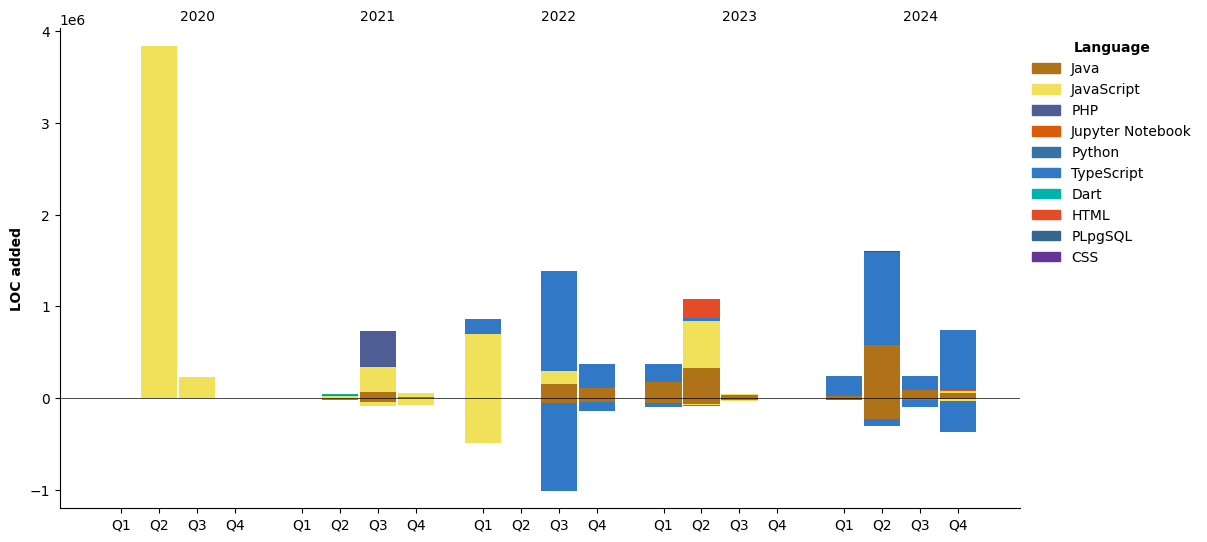 1e6
2020 2021 2022 2023 2024
4
3
2
1
0
−1
LOC added
Q1 Q2 Q3 Q4 Q1 Q2 Q3 Q4 Q1 Q2 Q3 Q4 Q1 Q2 Q3 Q4 Q1 Q2 Q3 Q4
Language
Java
JavaScript
PHP
Jupyter Notebook
Python
TypeScript
Dart
HTML
PLpgSQL
CSS